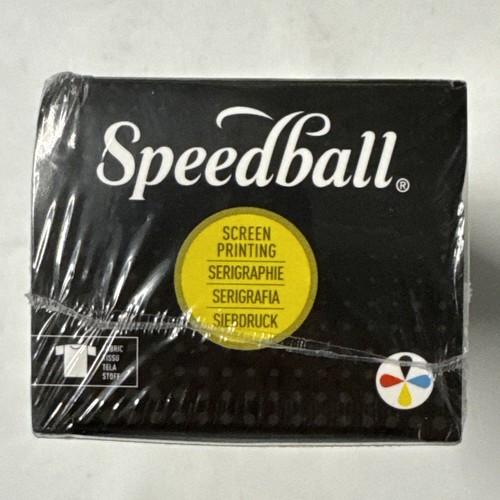 Speedball®
SCREEN
PRINTING
SERIGRAPHIE
SERIGRAFIA
SIEBDRUCK
FABRIC
TISSU
TELA
STOFF